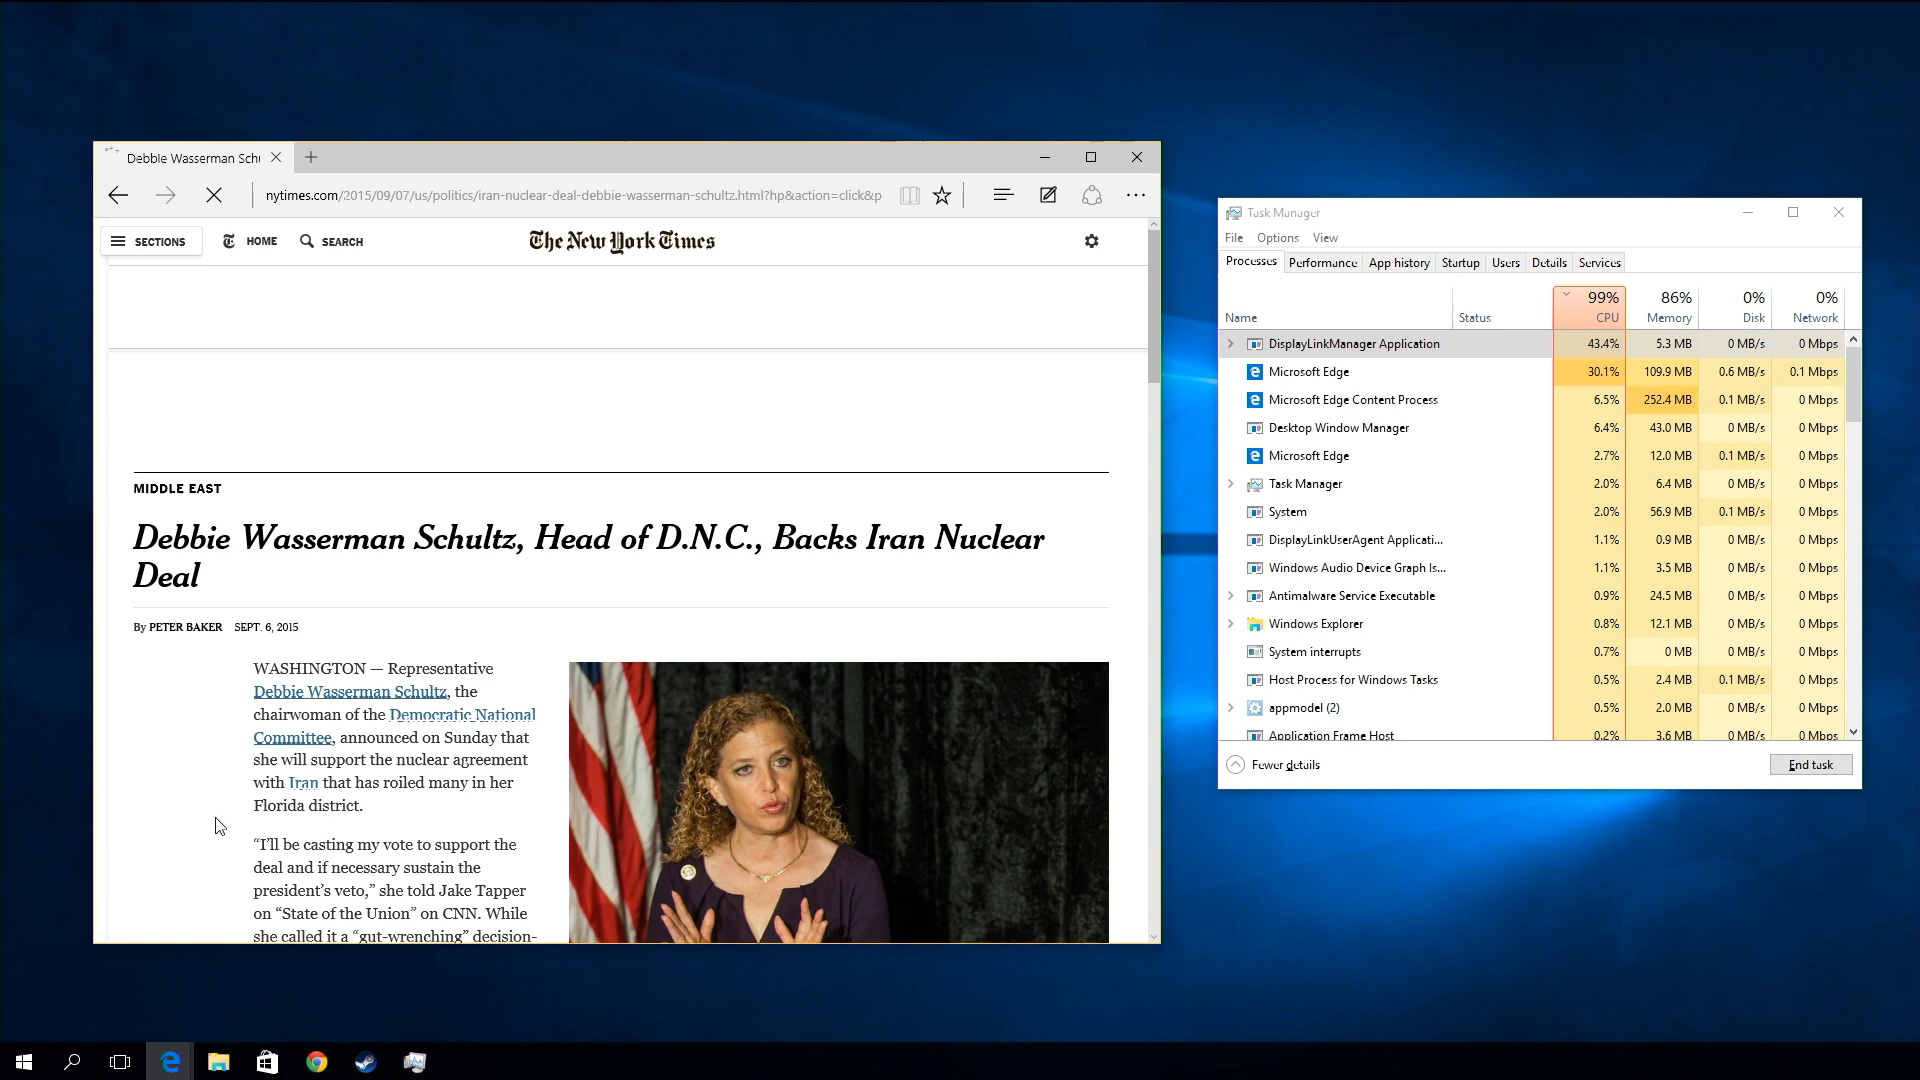 Debbie Wasserman Schu
nytimes.com/2015/09/07/us/politics/iran-nuclear-deal-debbie-wasserman-schultz.html?hp&action=click&p
SECTIONS HOME SEARCH
The New York Times
MIDDLE EAST
Debbie Wasserman Schultz, Head of D.N.C., Backs Iran Nuclear
Deal
By PETER BAKER SEPT. 6, 2015
WASHINGTON — Representative
Debbie Wasserman Schultz, the
chairwoman of the Democratic National
Committee, announced on Sunday that
she will support the nuclear agreement
with Iran that has roiled many in her
Florida district.
“I’ll be casting my vote to support the
deal and if necessary sustain the
president’s veto,” she told Jake Tapper
on “State of the Union” on CNN. While
she called it a “gut-wrenching” decision-
Task Manager
File Options View
Processes Performance App history Startup Users Details Services
99% 86% 0% 0%
Name Status CPU Memory Disk Network
DisplayLinkManager Application 43.4% 5.3 MB 0 MB/s 0 Mbps
Microsoft Edge 30.1% 109.9 MB 0.6 MB/s 0.1 Mbps
Microsoft Edge Content Process 6.5% 252.4 MB 0.1 MB/s 0 Mbps
Desktop Window Manager 6.4% 43.0 MB 0 MB/s 0 Mbps
Microsoft Edge 2.7% 12.0 MB 0.1 MB/s 0 Mbps
Task Manager 2.0% 6.4 MB 0 MB/s 0 Mbps
System 2.0% 56.9 MB 0.1 MB/s 0 Mbps
DisplayLinkUserAgent Applicati... 1.1% 0.9 MB 0 MB/s 0 Mbps
Windows Audio Device Graph Is... 1.1% 3.5 MB 0 MB/s 0 Mbps
Antimalware Service Executable 0.9% 24.5 MB 0 MB/s 0 Mbps
Windows Explorer 0.8% 12.1 MB 0 MB/s 0 Mbps
System interrupts 0.7% 0 MB 0 MB/s 0 Mbps
Host Process for Windows Tasks 0.5% 2.4 MB 0.1 MB/s 0 Mbps
appmodel (2) 0.5% 2.0 MB 0 MB/s 0 Mbps
Application Frame Host 0.2% 3.6 MB 0 MB/s 0 Mbps
Fewer details End task